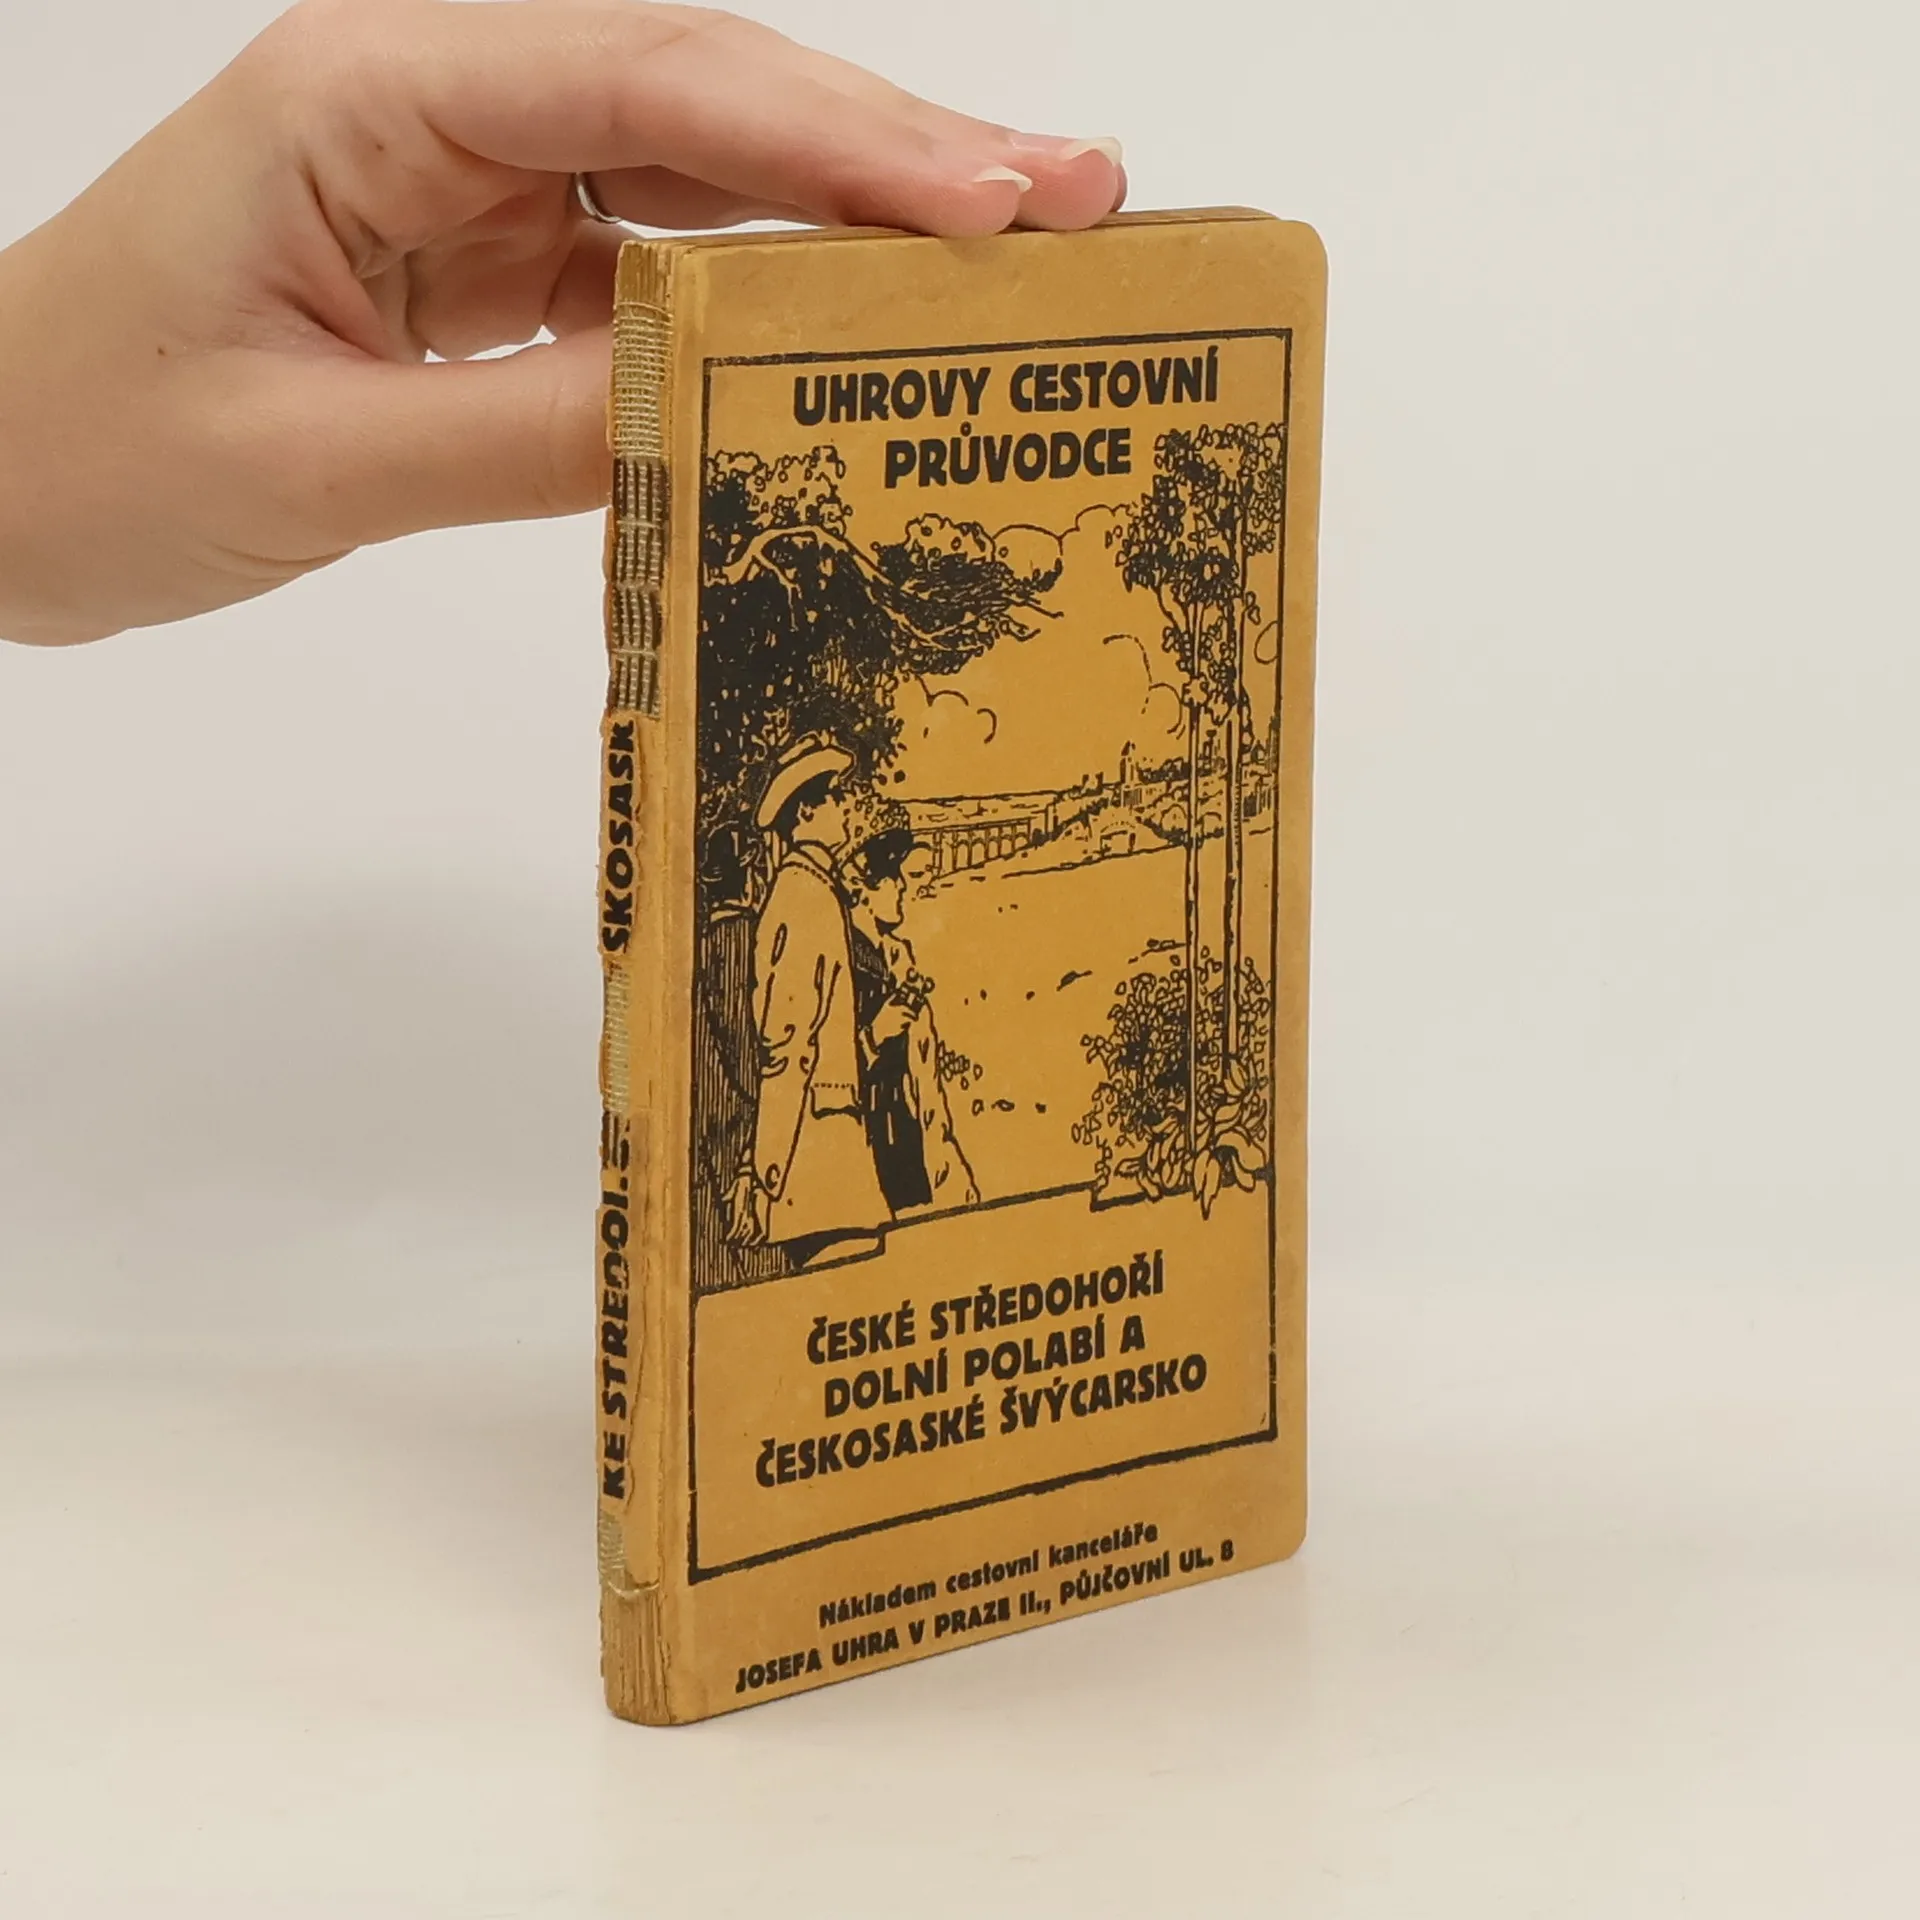 UHROVY CESTOVNÍ
PRŮVODCE
ČESKÉ STŘEDOHOŘÍ
DOLNÍ POLABÍ A
ČESKOSASKÉ ŠVÝCARSKO
Nákladem cestovní kanceláře
JOSEFA UHRA V PRAZE II., PŮJČOVNÍ UL. 8
KE STŘEDO
SKOSASK